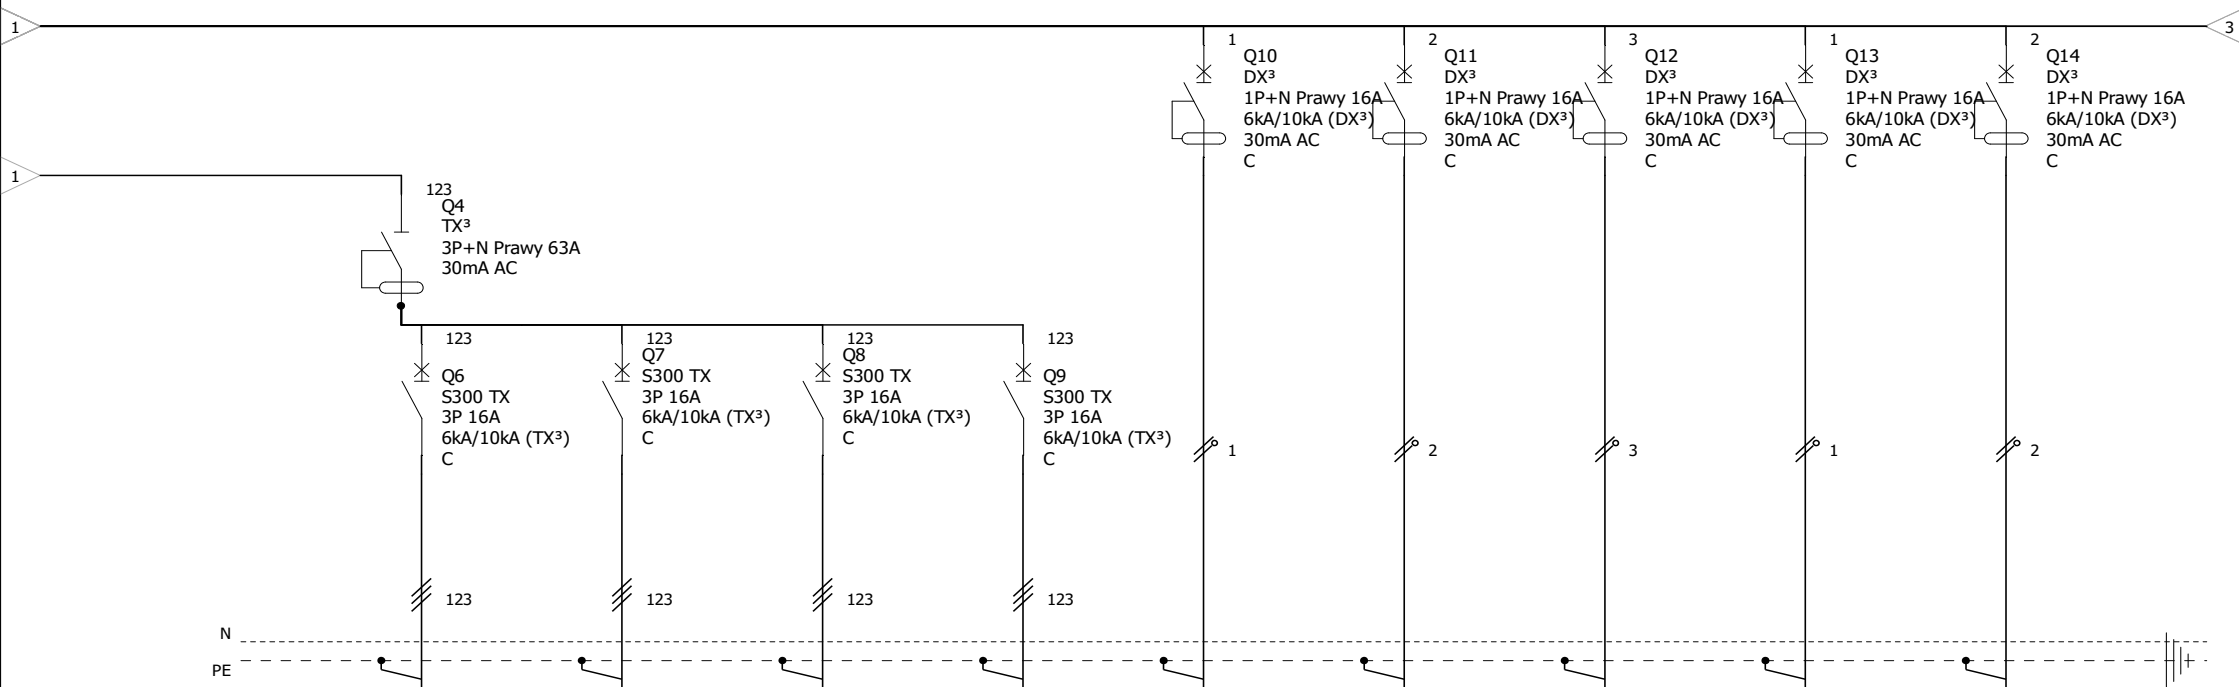 1
3
1
Q10
DX³
1P+N Prawy 16A
6kA/10kA (DX³)
30mA AC
C
2
Q11
DX³
1P+N Prawy 16A
6kA/10kA (DX³)
30mA AC
C
3
Q12
DX³
1P+N Prawy 16A
6kA/10kA (DX³)
30mA AC
C
1
Q13
DX³
1P+N Prawy 16A
6kA/10kA (DX³)
30mA AC
C
2
Q14
DX³
1P+N Prawy 16A
6kA/10kA (DX³)
30mA AC
C
1
123
Q4
TX³
3P+N Prawy 63A
30mA AC
123
Q6
S300 TX
3P 16A
6kA/10kA (TX³)
C
123
Q7
S300 TX
3P 16A
6kA/10kA (TX³)
C
123
Q8
S300 TX
3P 16A
6kA/10kA (TX³)
C
123
Q9
S300 TX
3P 16A
6kA/10kA (TX³)
C
1
2
3
1
2
123
123
123
123
N
PE